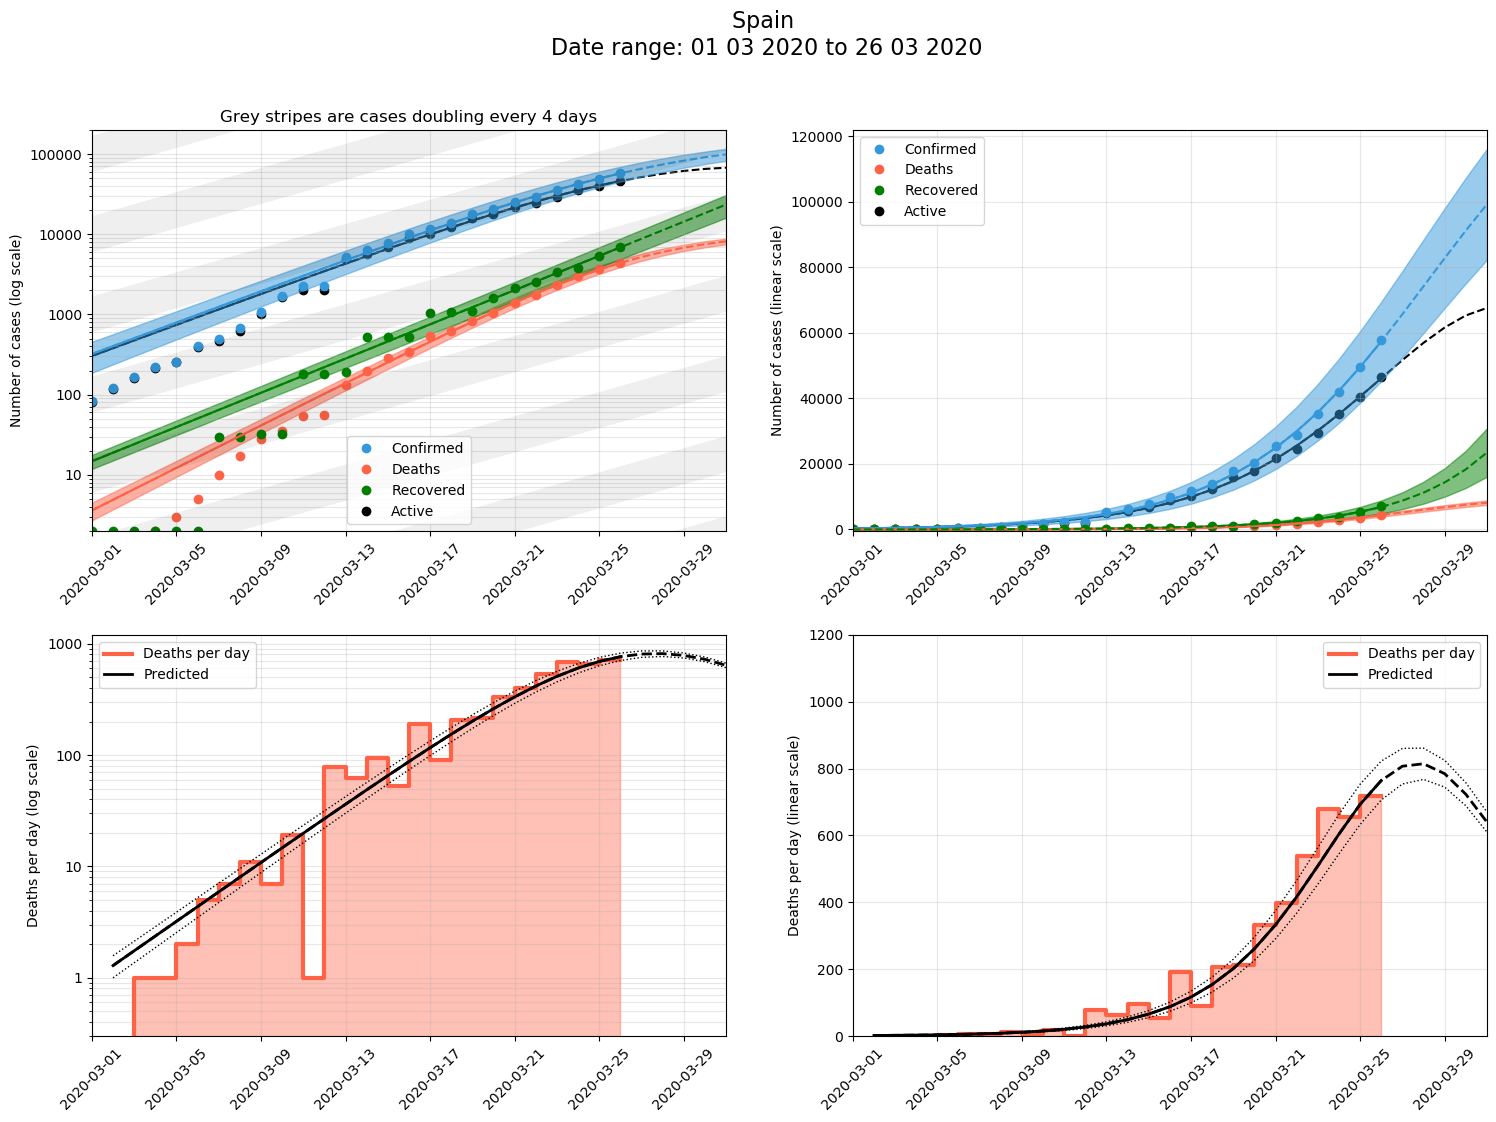 Spain
Date range: 01 03 2020 to 26 03 2020
Grey stripes are cases doubling every 4 days
Number of cases (log scale)
100000
10000
1000
100
10
Confirmed
Deaths
Recovered
Active
2020-03-01
2020-03-05
2020-03-09
2020-03-13
2020-03-17
2020-03-21
2020-03-25
2020-03-29
Number of cases (linear scale)
120000
100000
80000
60000
40000
20000
0
Confirmed
Deaths
Recovered
Active
2020-03-01
2020-03-05
2020-03-09
2020-03-13
2020-03-17
2020-03-21
2020-03-25
2020-03-29
Deaths per day (log scale)
1000
100
10
1
Deaths per day
Predicted
2020-03-01
2020-03-05
2020-03-09
2020-03-13
2020-03-17
2020-03-21
2020-03-25
2020-03-29
Deaths per day (linear scale)
1200
1000
800
600
400
200
0
Deaths per day
Predicted
2020-03-01
2020-03-05
2020-03-09
2020-03-13
2020-03-17
2020-03-21
2020-03-25
2020-03-29